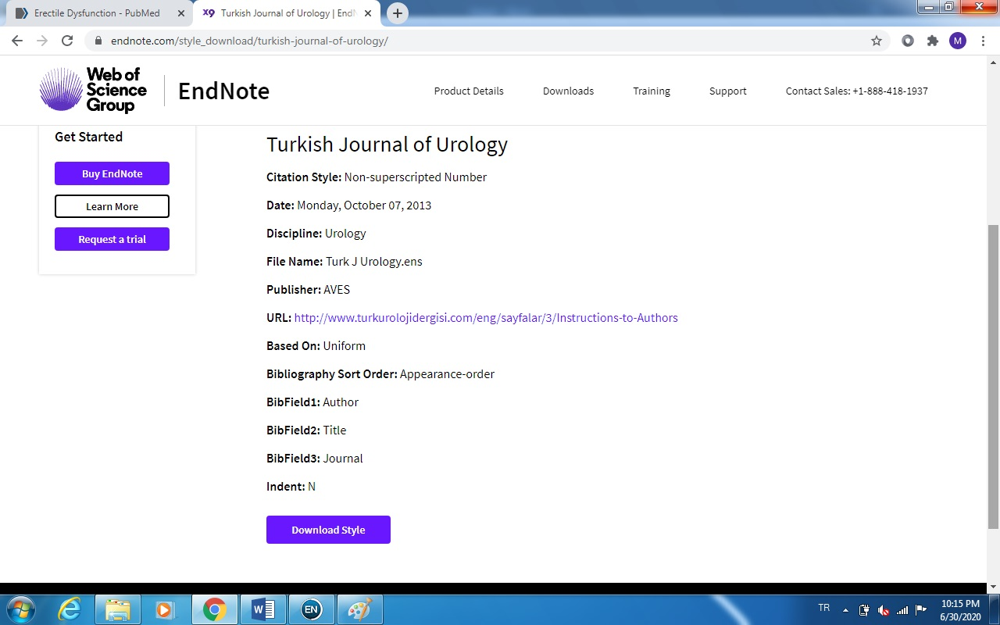 Erectile Dysfunction - PubMed
X9 Turkish Journal of Urology | EndN
endnote.com/style_download/turkish-journal-of-urology/
M
Web of
Science
Group
EndNote
Product Details
Downloads
Training
Support
Contact Sales: +1-888-418-1937
Get Started
Buy EndNote
Learn More
Request a trial
Turkish Journal of Urology
Citation Style: Non-superscripted Number
Date: Monday, October 07, 2013
Discipline: Urology
File Name: Turk J Urology.ens
Publisher: AVES
URL: http://www.turkurolojidergisi.com/eng/sayfalar/3/Instructions-to-Authors
Based On: Uniform
Bibliography Sort Order: Appearance-order
BibField1: Author
BibField2: Title
BibField3: Journal
Indent: N
Download Style
W
EN
TR
10:15 PM
6/30/2020